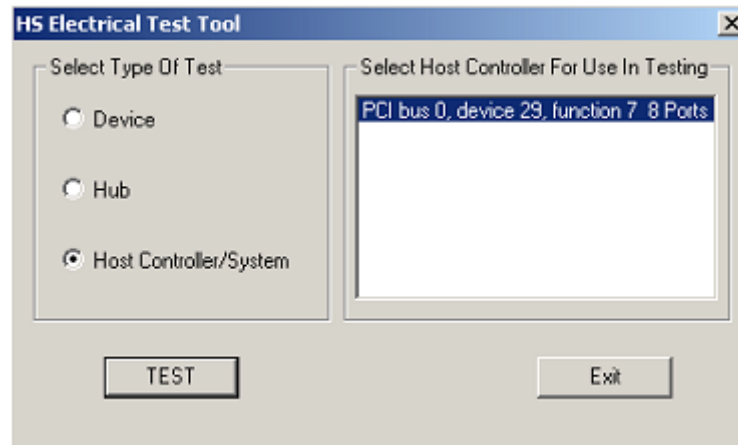 HS Electrical Test Tool
Select Type Of Test
Device
Hub
Host Controller/System
Select Host Controller For Use In Testing
PCI bus 0, device 29, function 7 8 Ports
TEST
Exit